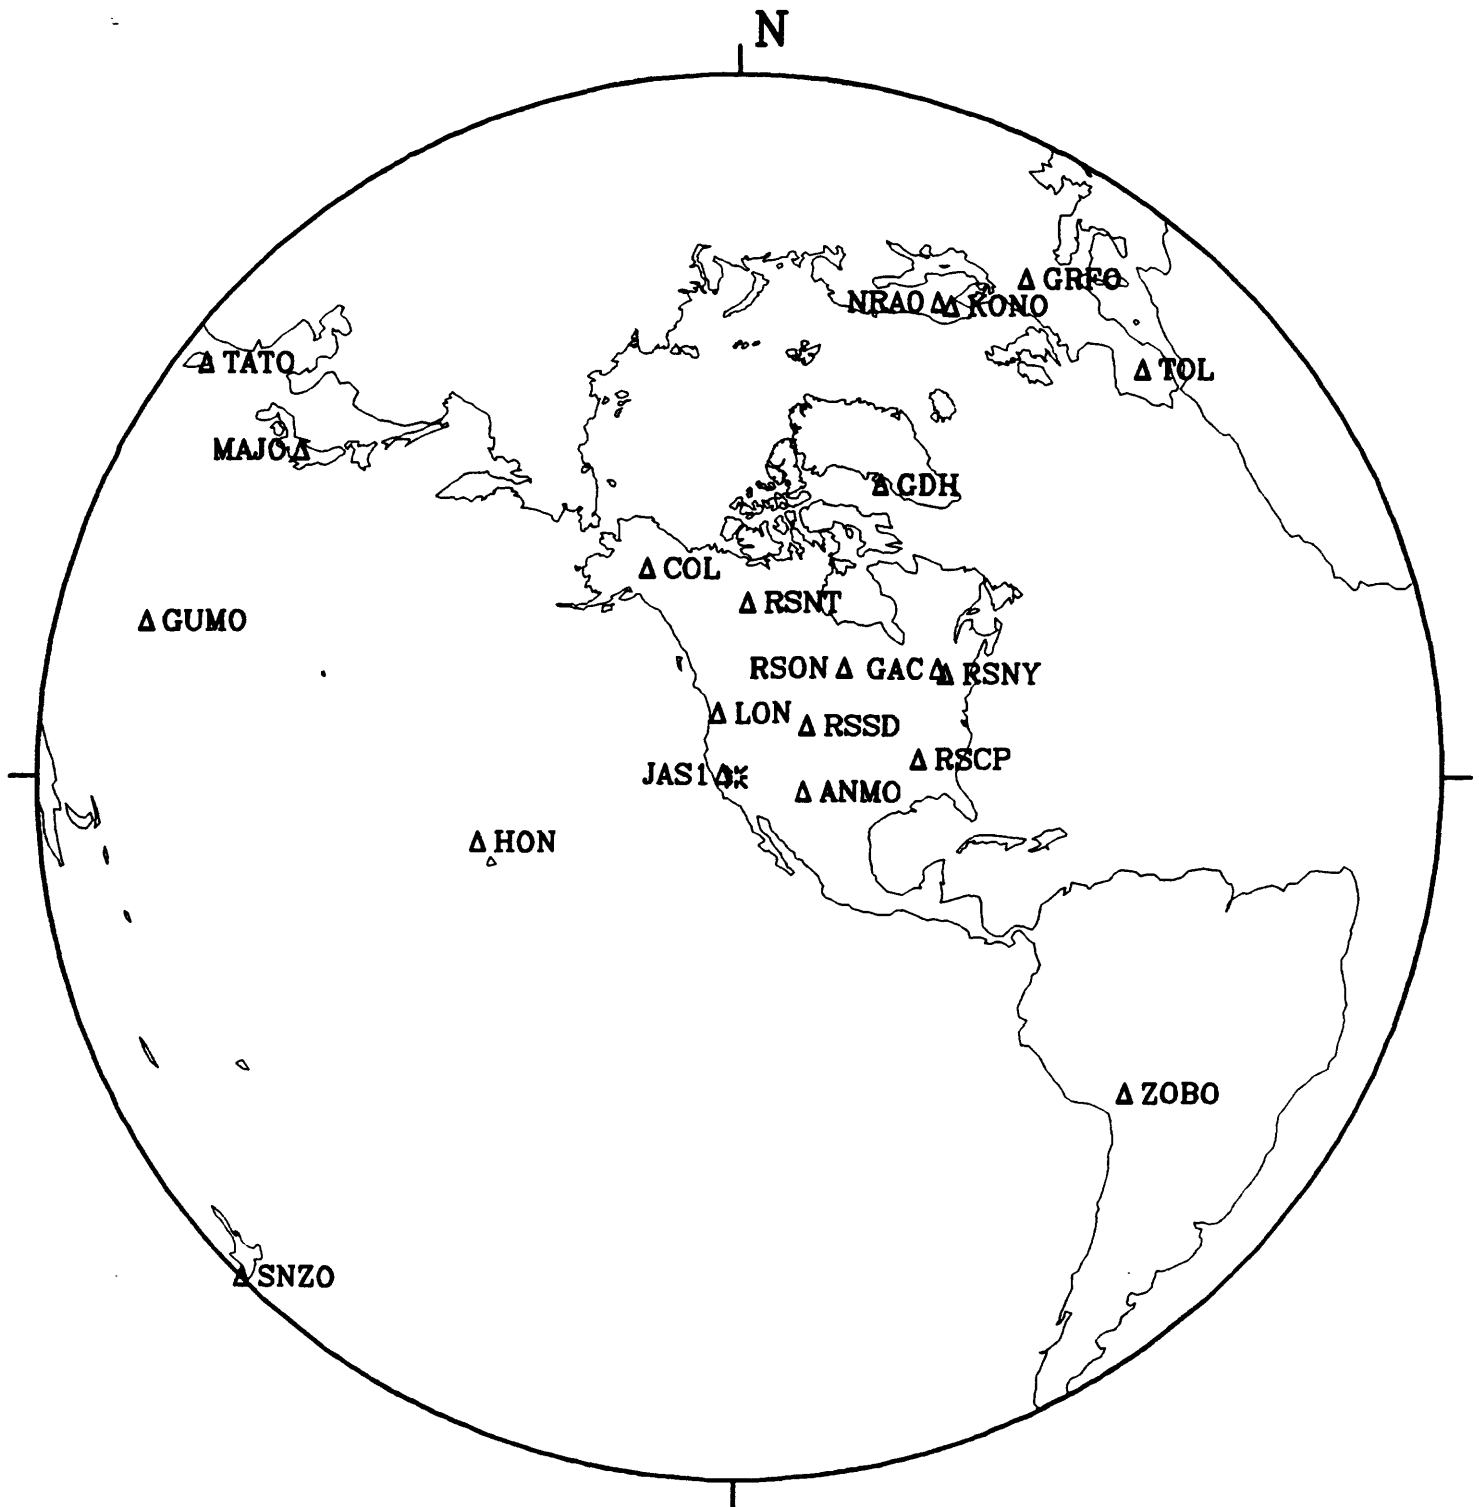 N
GRFO
NRAO
KONO
TATO
TOL
MAJO
GDH
COL
RSNT
GUMO
RSON
GAC
RSNY
LON
RSSD
RSCP
JAS1
ANMO
HON
ZOBO
SNZO